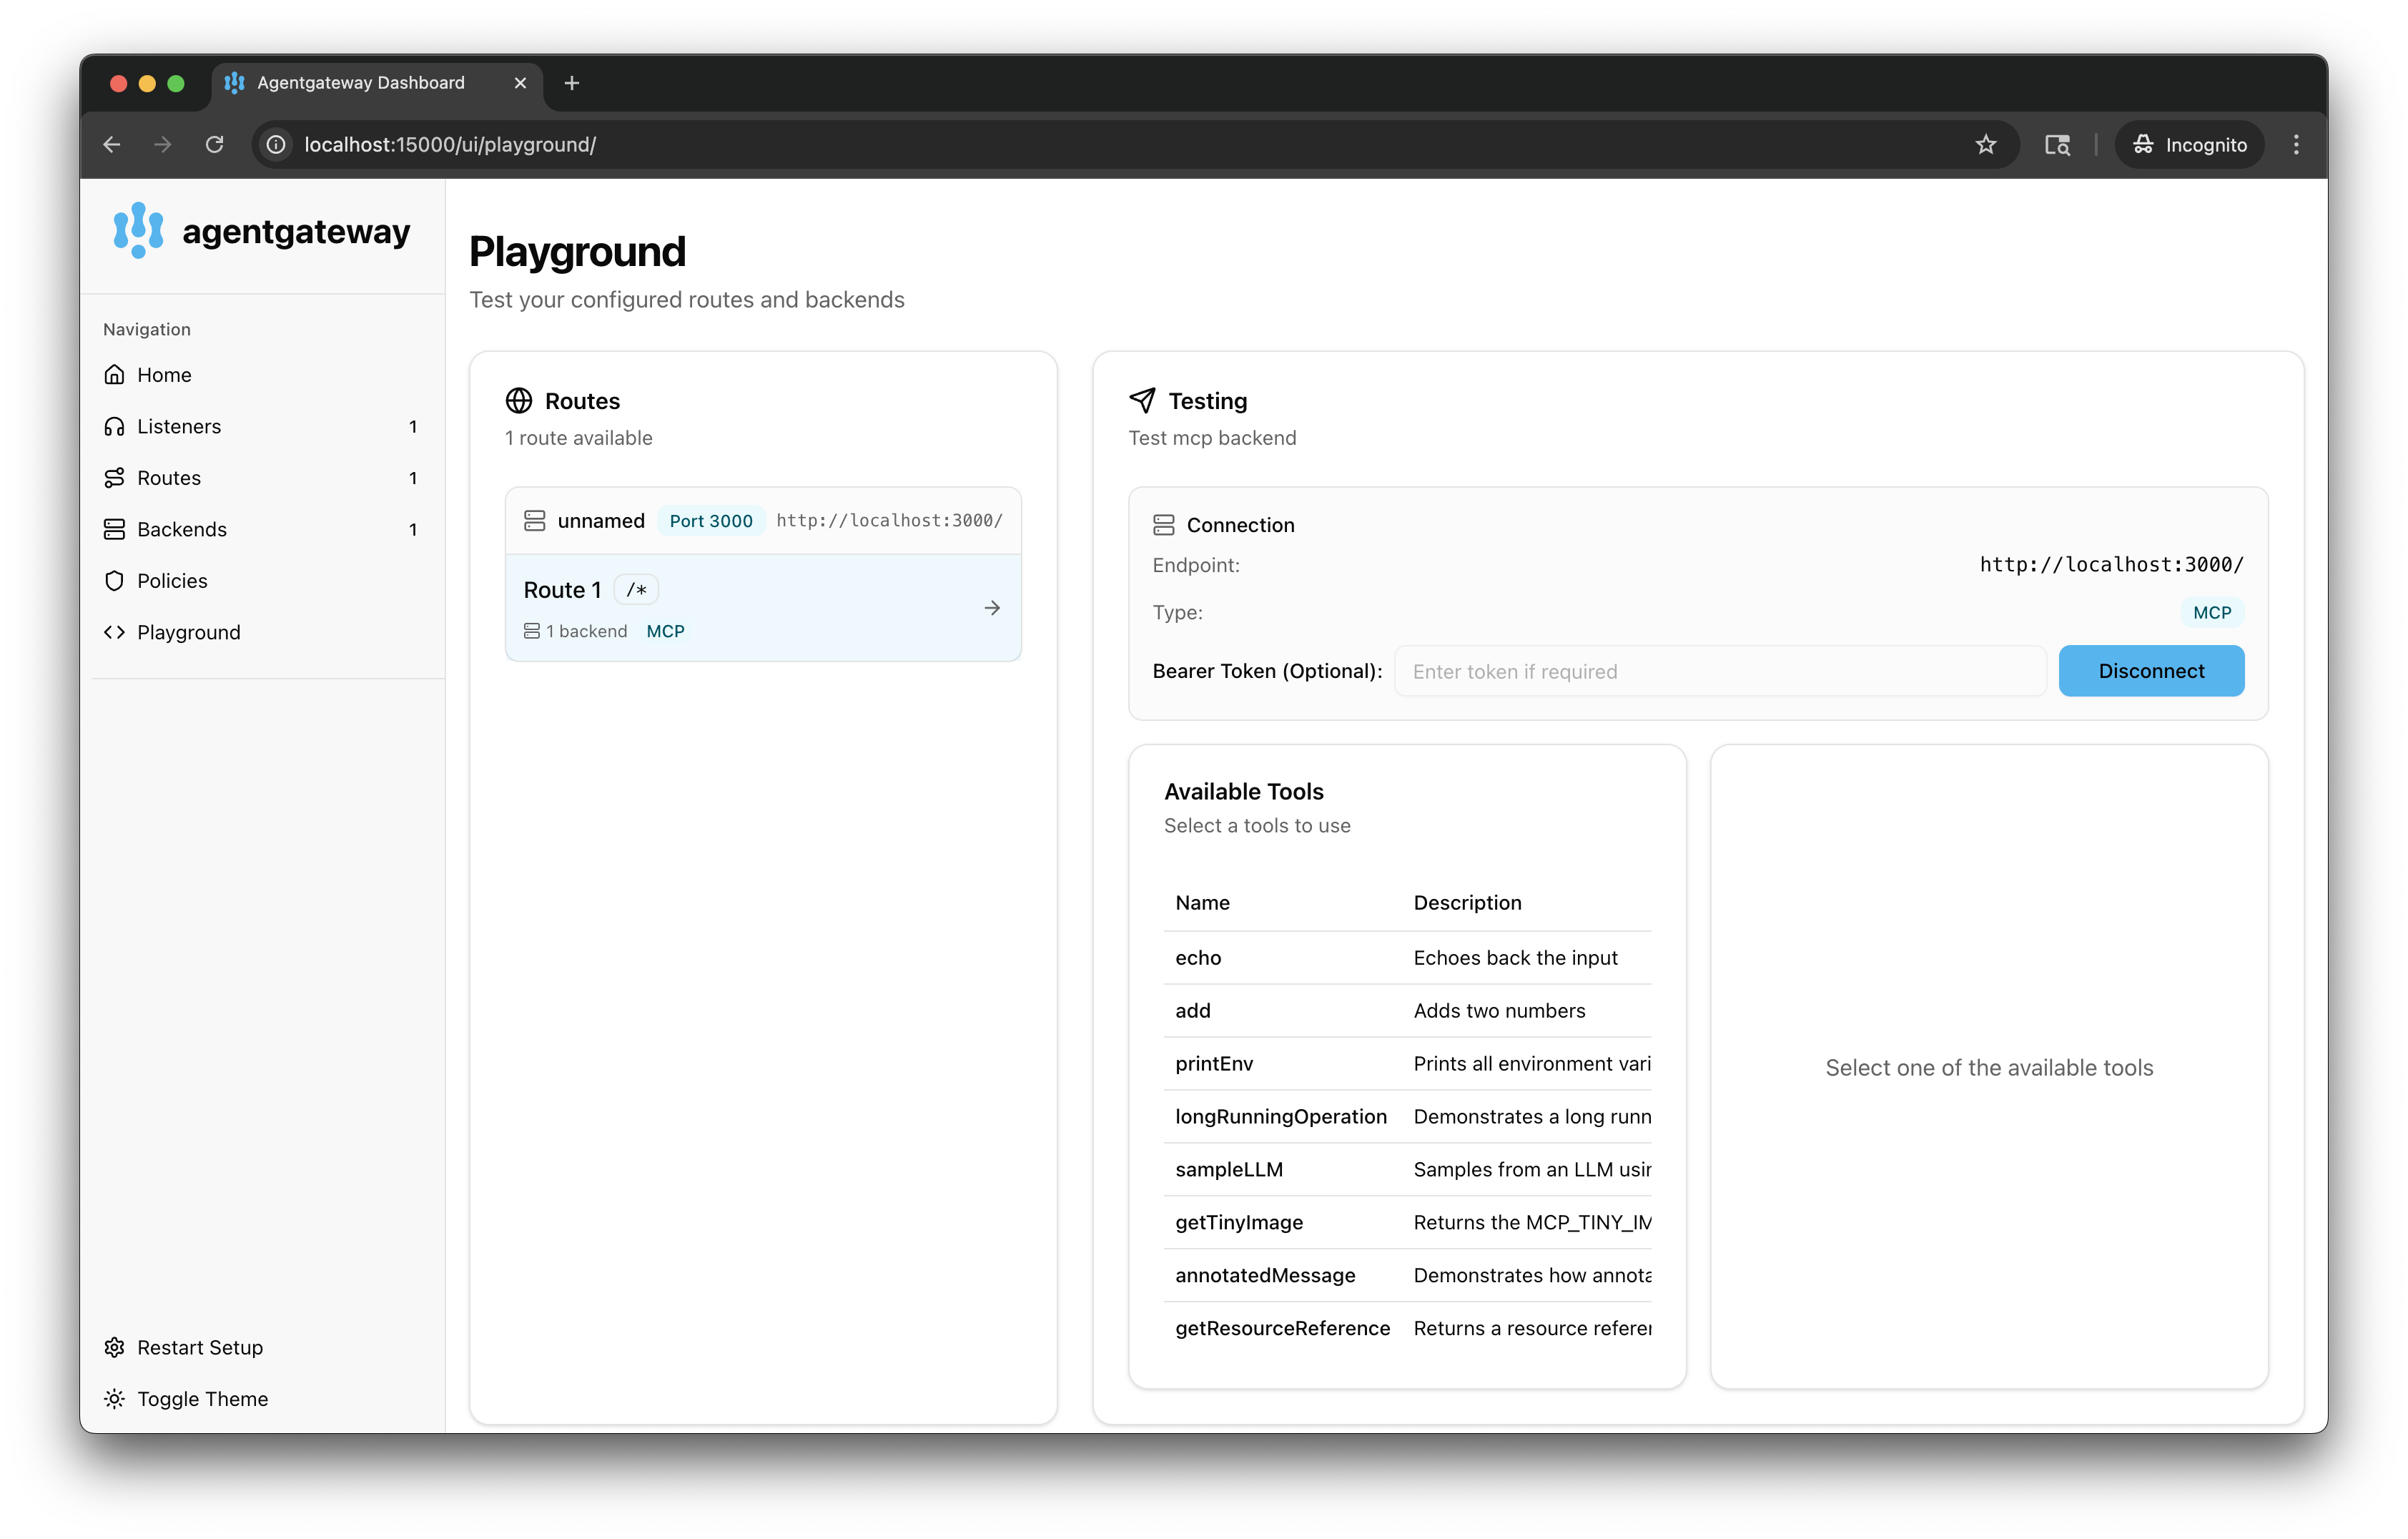 Agentgateway Dashboard
localhost:15000/ui/playground/
Incognito
agentgateway
Navigation
Home
Listeners 1
Routes 1
Backends 1
Policies
Playground
Restart Setup
Toggle Theme
Playground
Test your configured routes and backends
Routes
1 route available
unnamed Port 3000 http://localhost:3000/
Route 1 /*
1 backend MCP
Testing
Test mcp backend
Connection
Endpoint: http://localhost:3000/
Type: MCP
Bearer Token (Optional): Enter token if required Disconnect
Available Tools
Select a tools to use
Name Description
echo Echoes back the input
add Adds two numbers
printEnv Prints all environment vari
longRunningOperation Demonstrates a long runn
sampleLLM Samples from an LLM usin
getTinyImage Returns the MCP_TINY_IM
annotatedMessage Demonstrates how annota
getResourceReference Returns a resource referen
Select one of the available tools